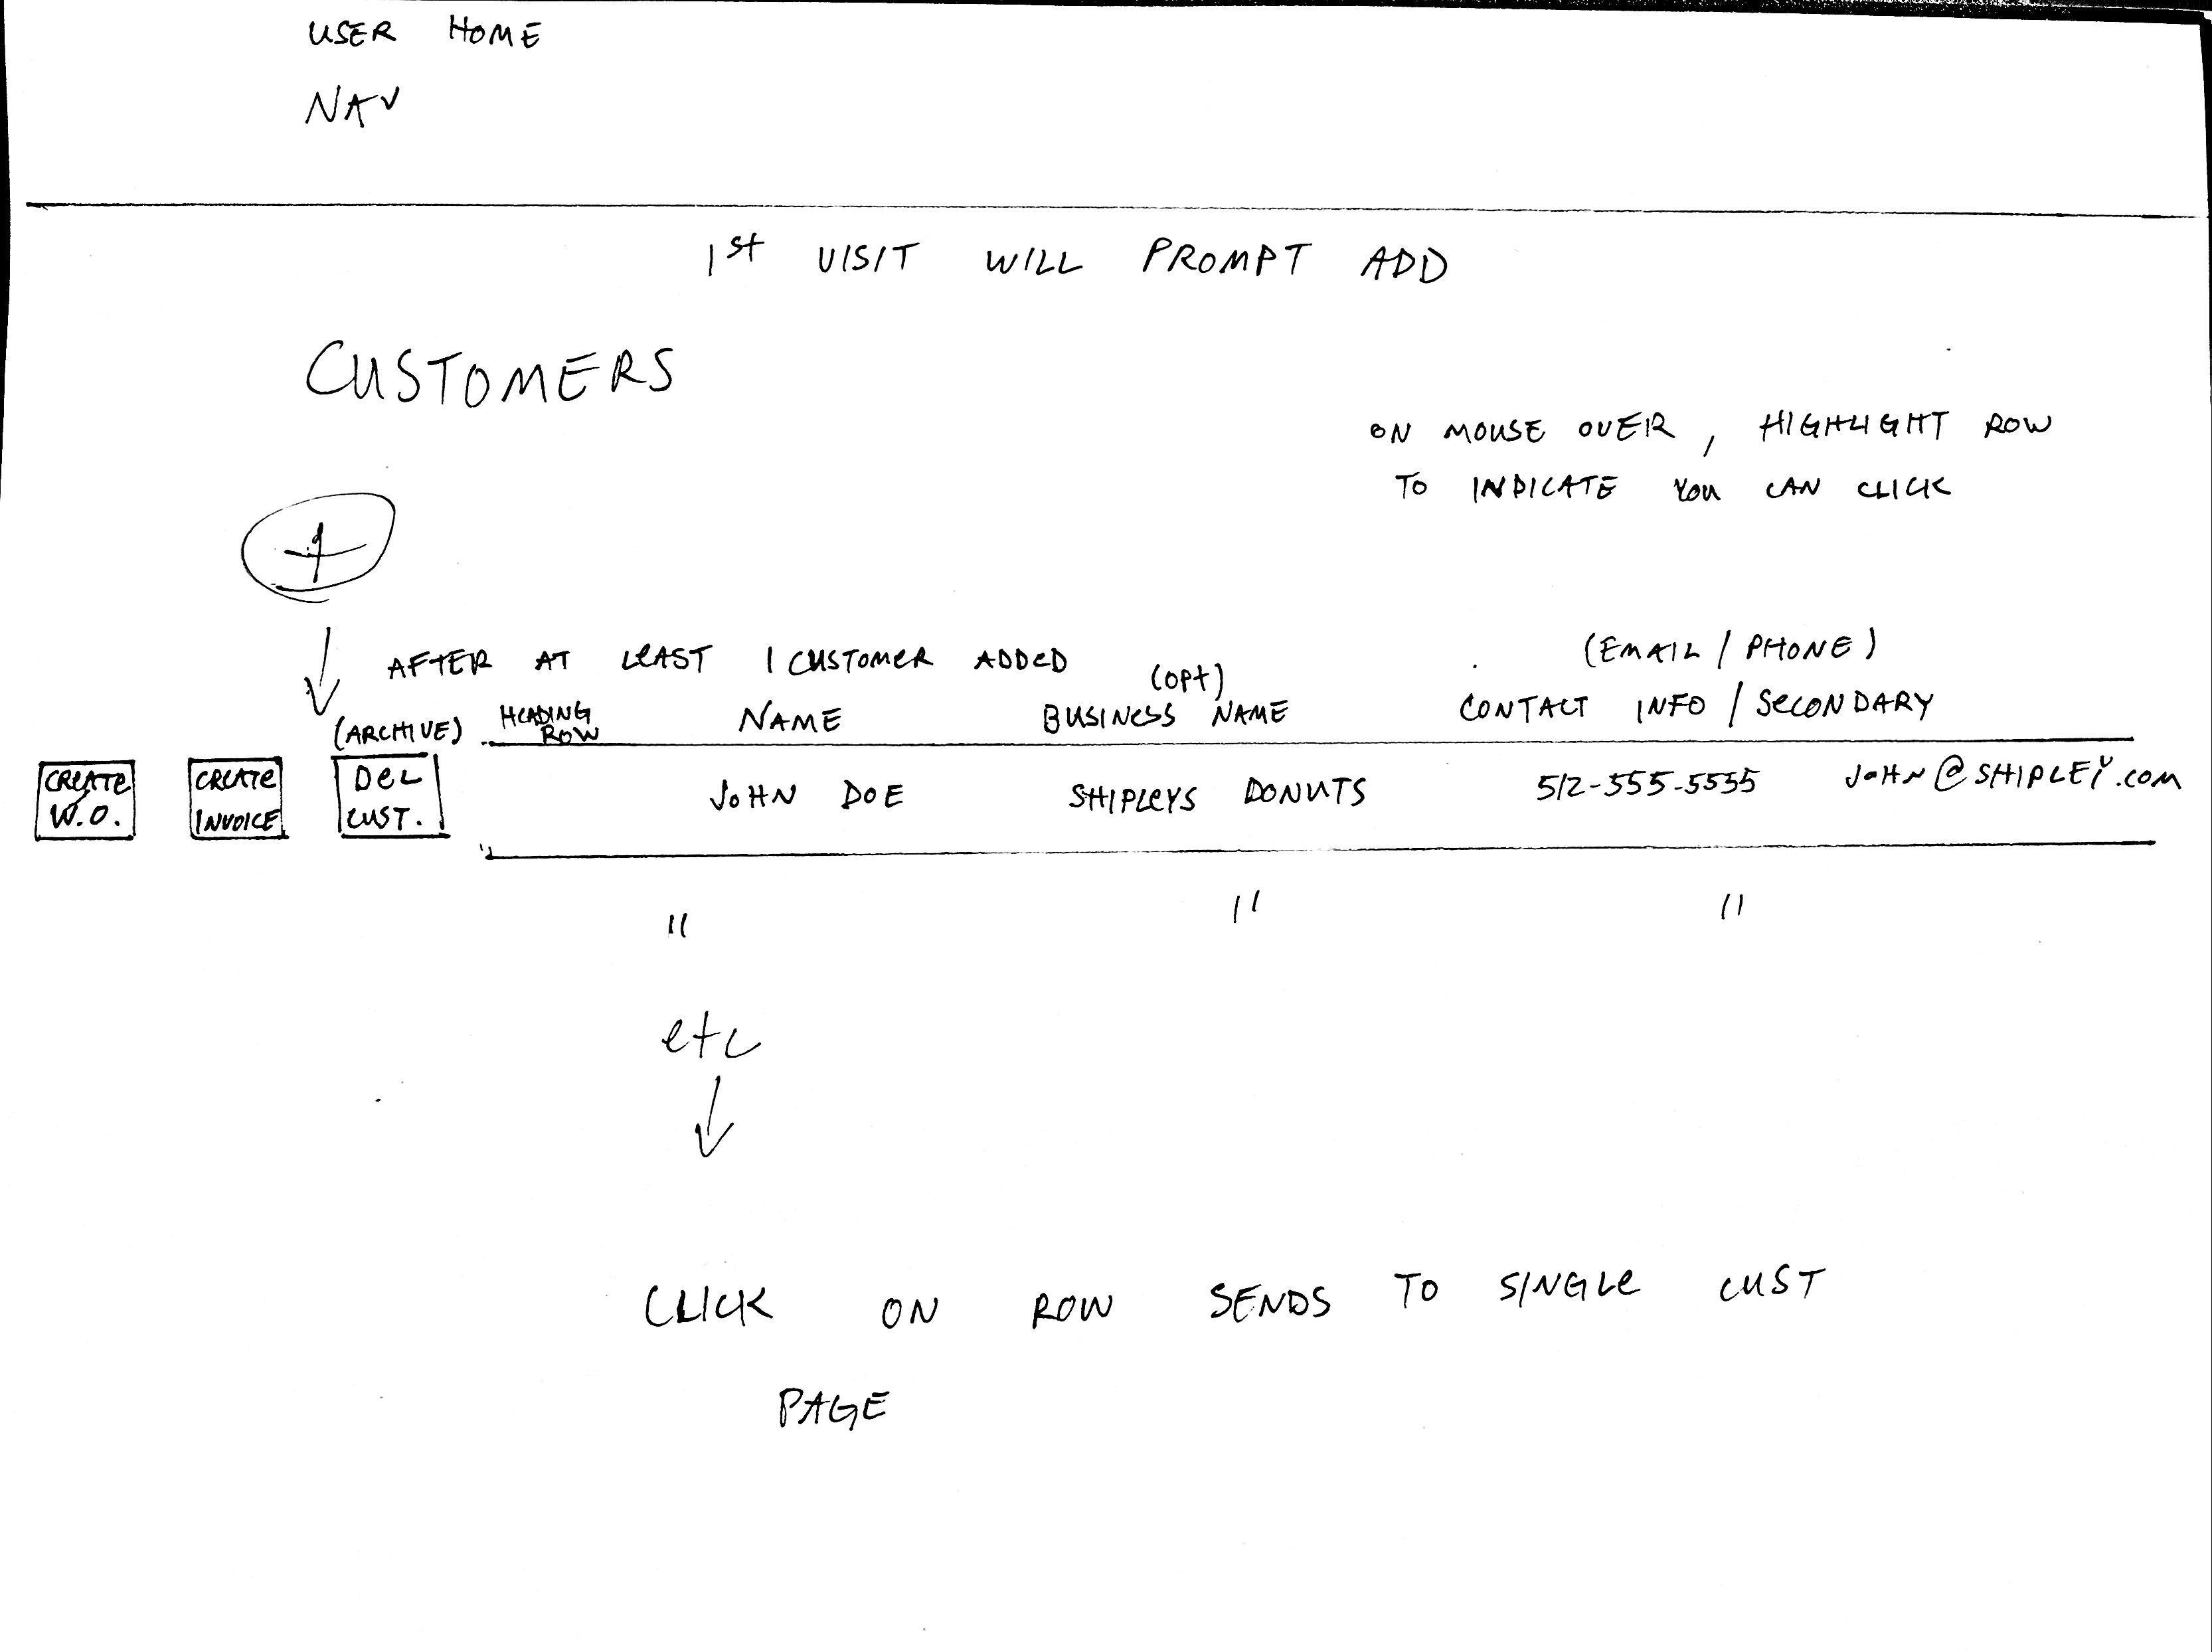 USER HOME
NAV
1st VISIT WILL PROMPT ADD
CUSTOMERS
ON MOUSE OVER, HIGHLIGHT ROW
TO INDICATE YOU CAN CLICK
+
AFTER AT LEAST 1 CUSTOMER ADDED
(OPT)
(EMAIL / PHONE)
(ARCHIVE) HEADING ROW NAME BUSINESS NAME CONTACT INFO / SECONDARY
CREATE W.O. CREATE INVOICE DEL CUST. JOHN DOE SHIPLEYS DONUTS 512-555-5555 JOHN@SHIPLEY.COM
" " "
etc
CLICK ON ROW SENDS TO SINGLE CUST
PAGE